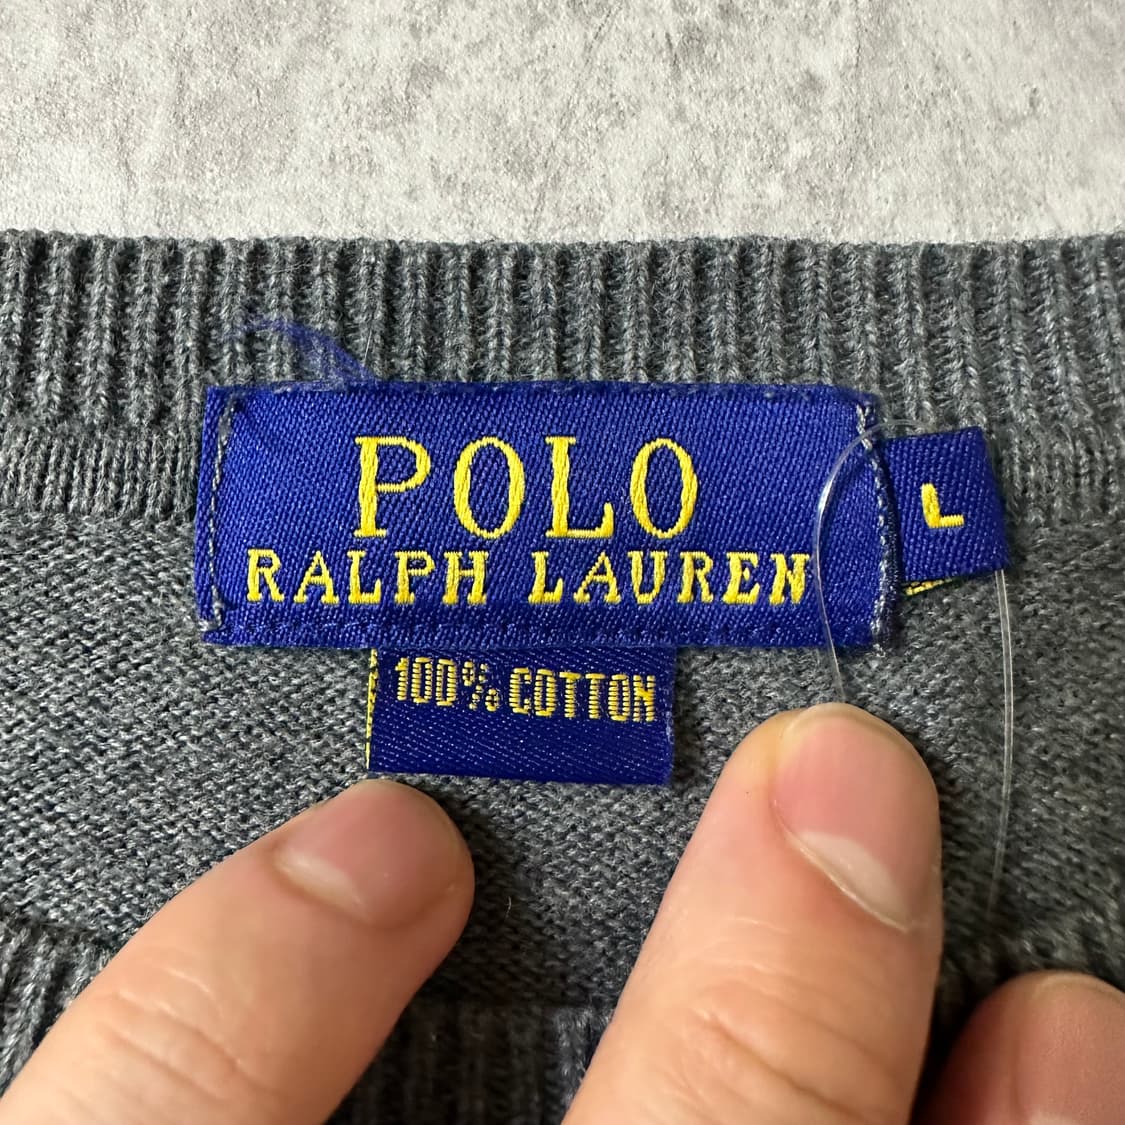 POLO
RALPH LAUREN
L
100% COTTON